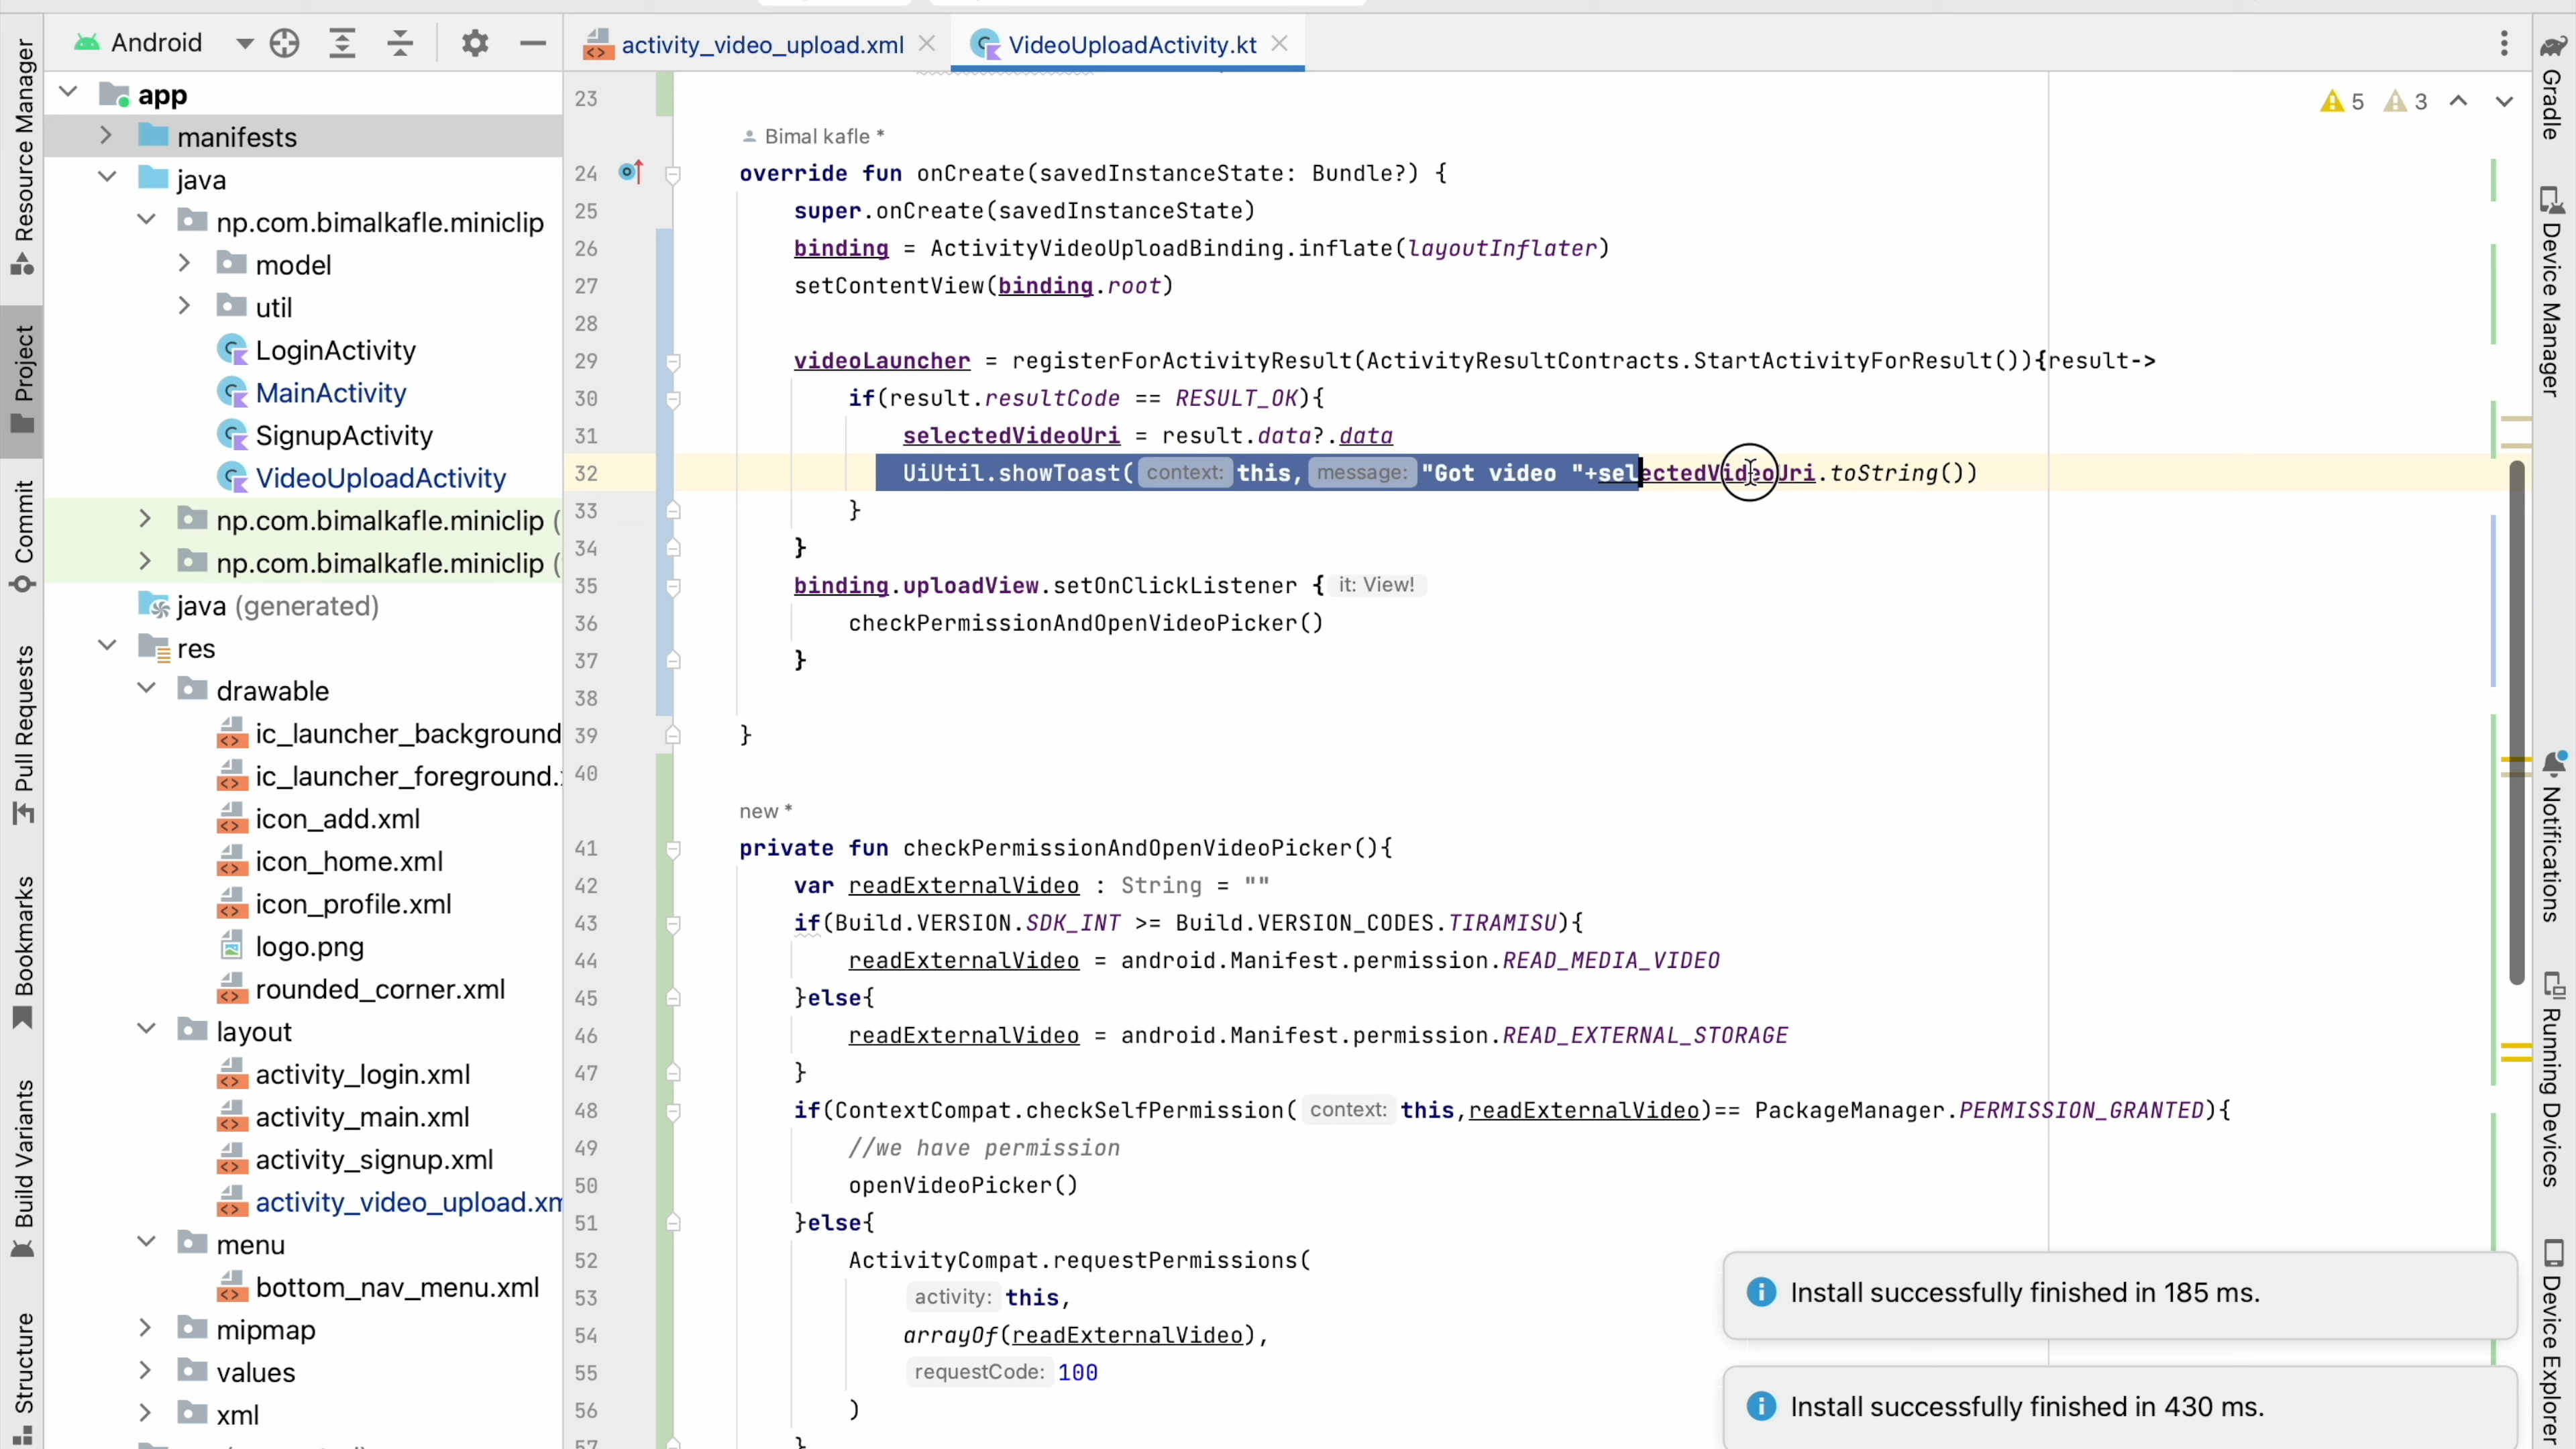 Android
activity_video_upload.xml
VideoUploadActivity.kt
Resource Manager
Project
Commit
Pull Requests
Bookmarks
Build Variants
Structure
app
manifests
java
np.com.bimalkafle.miniclip
model
util
LoginActivity
MainActivity
SignupActivity
VideoUploadActivity
np.com.bimalkafle.miniclip (
np.com.bimalkafle.miniclip (
java (generated)
res
drawable
ic_launcher_background
ic_launcher_foreground.
icon_add.xml
icon_home.xml
icon_profile.xml
logo.png
rounded_corner.xml
layout
activity_login.xml
activity_main.xml
activity_signup.xml
activity_video_upload.xm
menu
bottom_nav_menu.xml
mipmap
values
xml
5 3
23
Bimal kafle *
24 override fun onCreate(savedInstanceState: Bundle?) {
25 super.onCreate(savedInstanceState)
26 binding = ActivityVideoUploadBinding.inflate(layoutInflater)
27 setContentView(binding.root)
28
29 videoLauncher = registerForActivityResult(ActivityResultContracts.StartActivityForResult()){result->
30 if(result.resultCode == RESULT_OK){
31 selectedVideoUri = result.data?.data
32 UiUtil.showToast( context: this, message: "Got video "+selectedVideoUri.toString())
33 }
34 }
35 binding.uploadView.setOnClickListener { it: View!
36 checkPermissionAndOpenVideoPicker()
37 }
38
39 }
40
new *
41 private fun checkPermissionAndOpenVideoPicker(){
42 var readExternalVideo : String = ""
43 if(Build.VERSION.SDK_INT >= Build.VERSION_CODES.TIRAMISU){
44 readExternalVideo = android.Manifest.permission.READ_MEDIA_VIDEO
45 }else{
46 readExternalVideo = android.Manifest.permission.READ_EXTERNAL_STORAGE
47 }
48 if(ContextCompat.checkSelfPermission( context: this,readExternalVideo)== PackageManager.PERMISSION_GRANTED){
49 //we have permission
50 openVideoPicker()
51 }else{
52 ActivityCompat.requestPermissions(
53 activity: this,
54 arrayOf(readExternalVideo),
55 requestCode: 100
56 )
57 }
Install successfully finished in 185 ms.
Install successfully finished in 430 ms.
Gradle
Device Manager
Notifications
Running Devices
Device Explorer